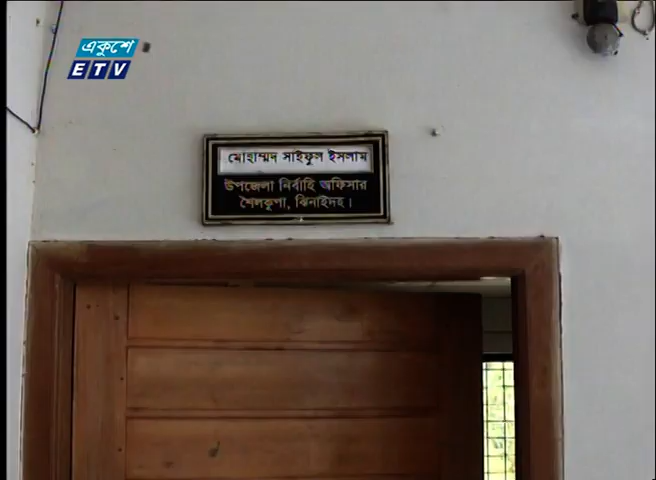 একুশে
ETV
মোহাম্মদ সাইফুল ইসলাম
উপজেলা নির্বাহি অফিসার
শৈলকুপা, ঝিনাইদহ।